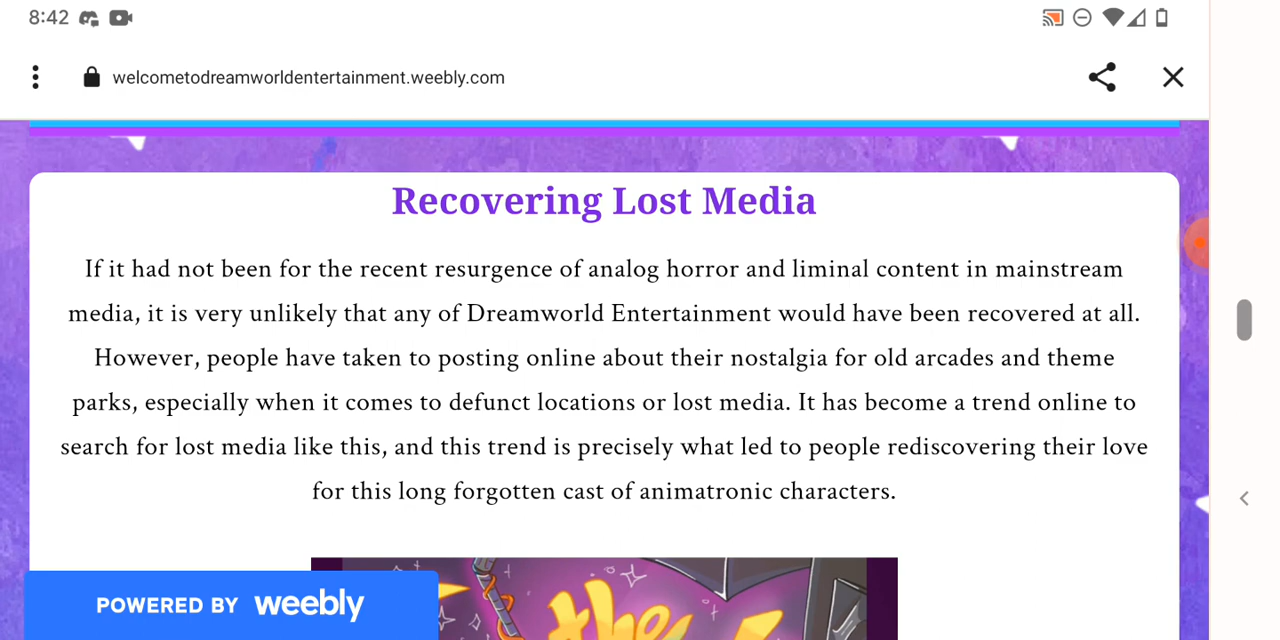 8:42
welcometodreamworldentertainment.weebly.com
Recovering Lost Media
If it had not been for the recent resurgence of analog horror and liminal content in mainstream
media, it is very unlikely that any of Dreamworld Entertainment would have been recovered at all.
However, people have taken to posting online about their nostalgia for old arcades and theme
parks, especially when it comes to defunct locations or lost media. It has become a trend online to
search for lost media like this, and this trend is precisely what led to people rediscovering their love
for this long forgotten cast of animatronic characters.
the
POWERED BY weebly